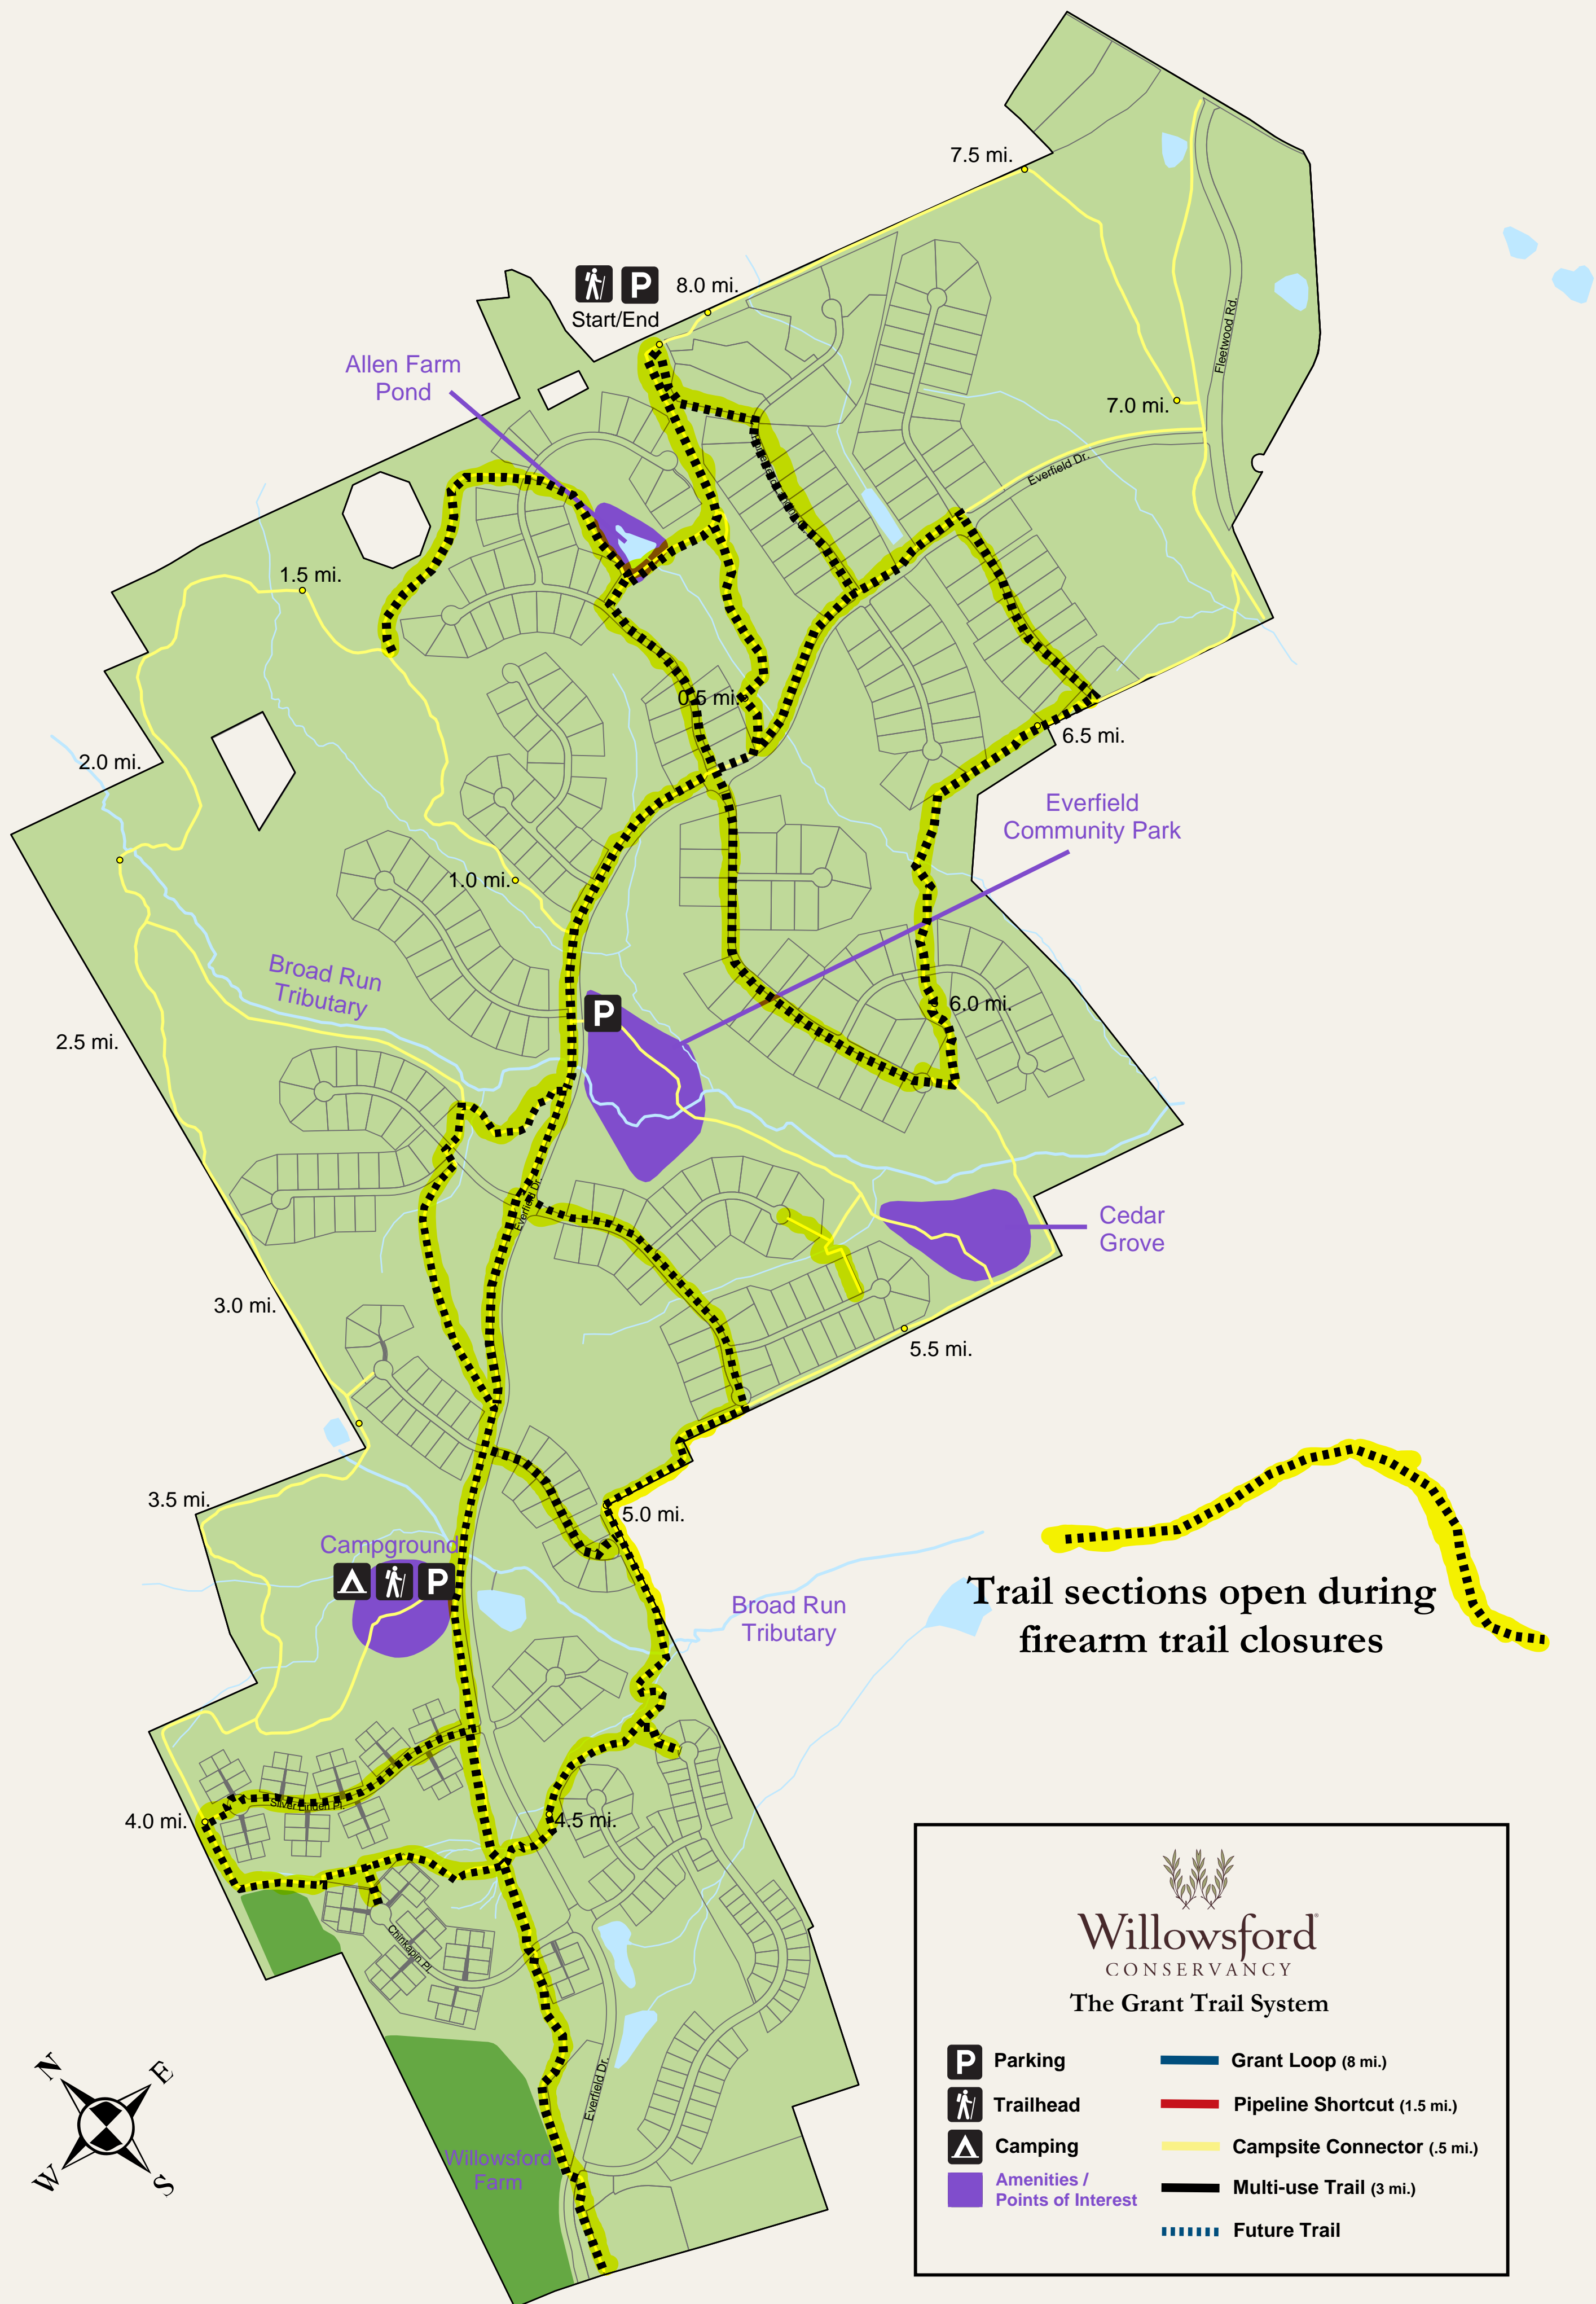 7.5 mi.
8.0 mi.
P
Start/End
Allen Farm
Pond
Fleetwood Rd.
7.0 mi.
Everfield Dr.
1.5 mi.
0.5 mi.
6.5 mi.
2.0 mi.
Everfield
Community Park
1.0 mi.
Broad Run
Tributary
P
6.0 mi.
2.5 mi.
Everfield Dr.
Cedar
Grove
3.0 mi.
5.5 mi.
3.5 mi.
5.0 mi.
Campground
P
Broad Run
Tributary
Trail sections open during
firearm trail closures
Silver Linden Pl.
4.0 mi.
4.5 mi.
Chinkapin Pl.
Everfield Dr.
Willowsford
Farm
N
E
W
S
Willowsford®
CONSERVANCY
The Grant Trail System
P Parking
Trailhead
Camping
Amenities /
Points of Interest
Grant Loop (8 mi.)
Pipeline Shortcut (1.5 mi.)
Campsite Connector (.5 mi.)
Multi-use Trail (3 mi.)
Future Trail